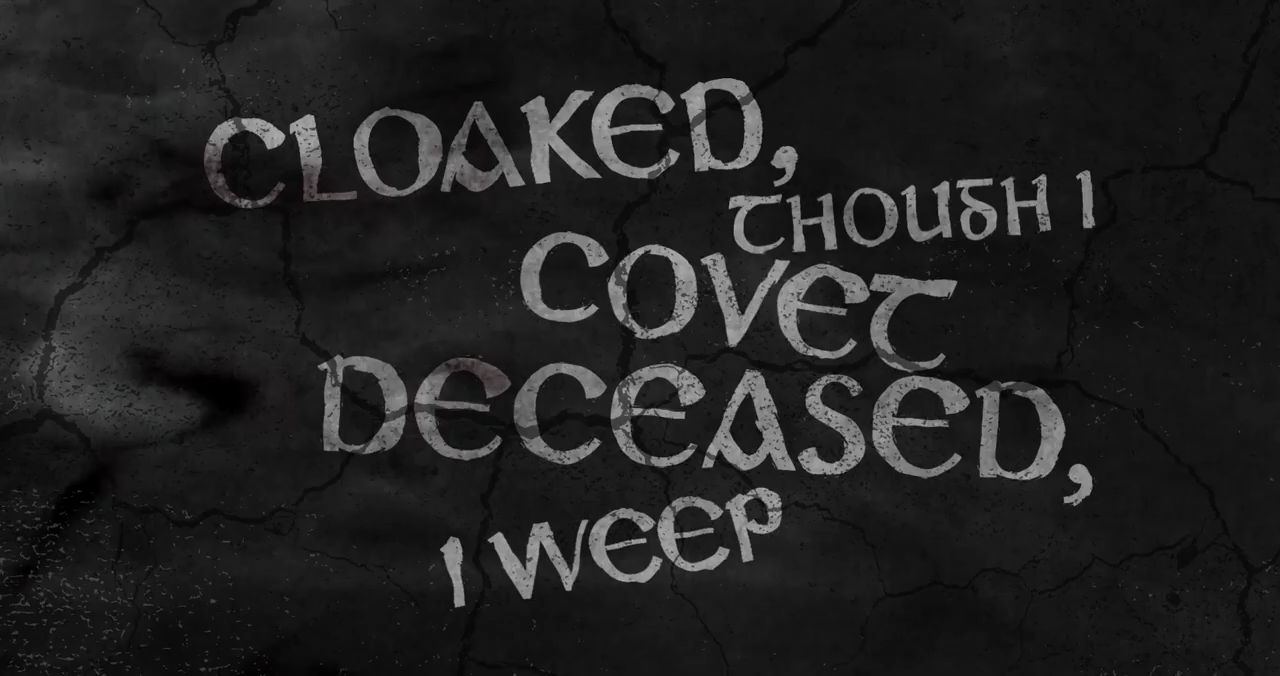 CLOAKED,
THOUGH I
COVET
DECEASED,
I WEEP